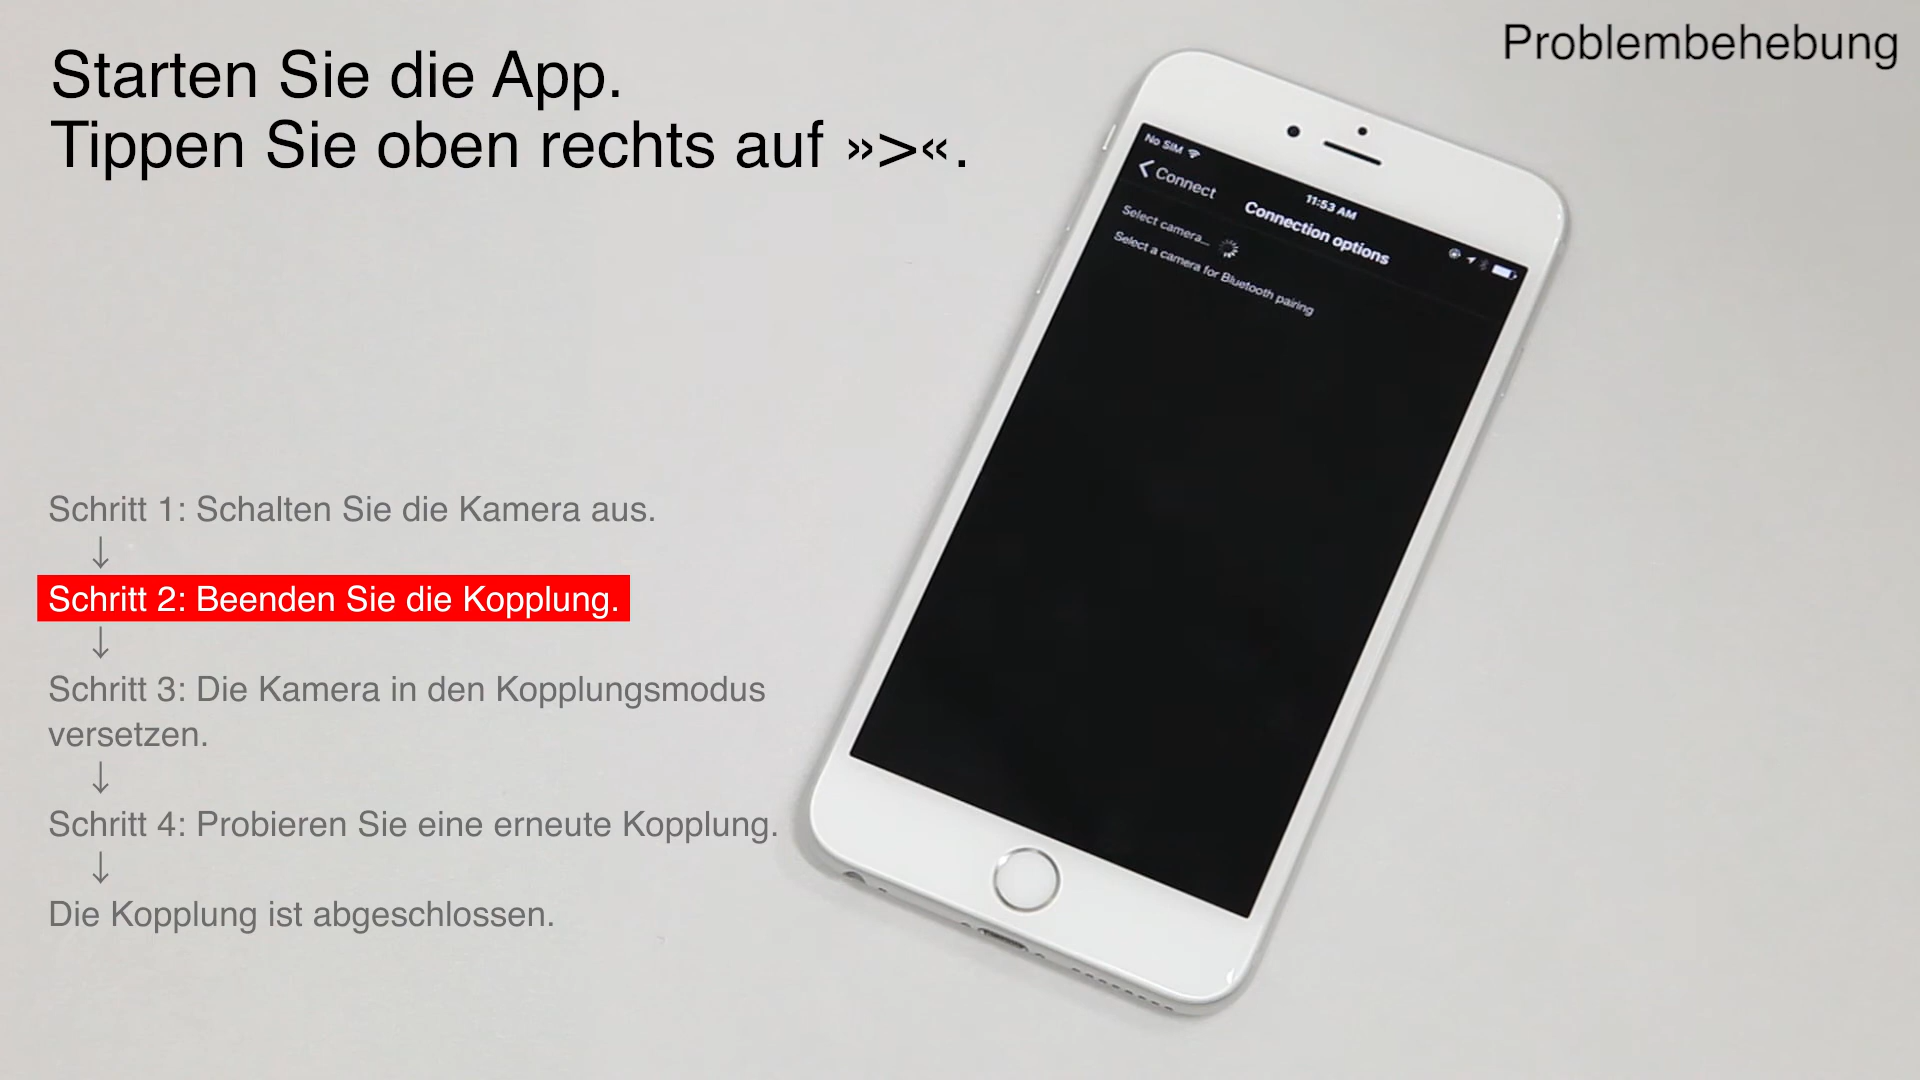 Problembehebung
Starten Sie die App.
Tippen Sie oben rechts auf »>«.
No SIM
11:53 AM
Connect
Connection options
Select camera...
Select a camera for Bluetooth pairing
Schritt 1: Schalten Sie die Kamera aus.
↓
Schritt 2: Beenden Sie die Kopplung.
↓
Schritt 3: Die Kamera in den Kopplungsmodus
versetzen.
↓
Schritt 4: Probieren Sie eine erneute Kopplung.
↓
Die Kopplung ist abgeschlossen.